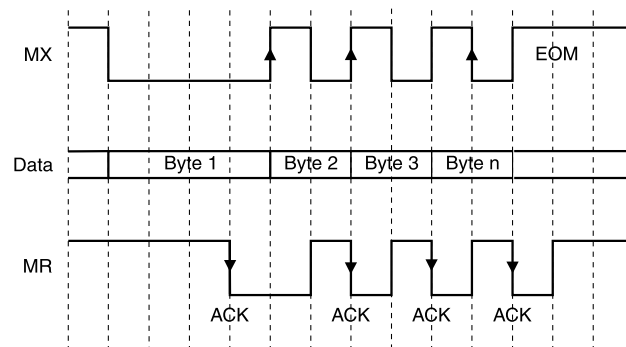 MX EOM
Data Byte 1 Byte 2 Byte 3 Byte n
MR
ACK ACK ACK ACK